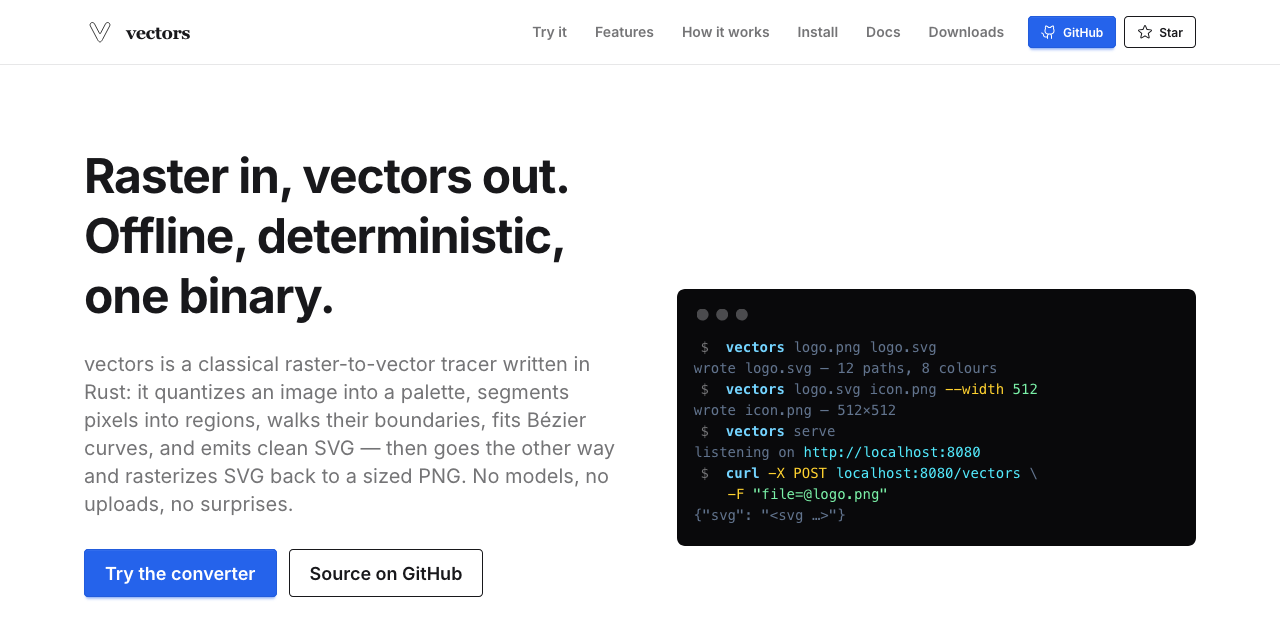 vectors
Try it
Features
How it works
Install
Docs
Downloads
GitHub
Star
Raster in, vectors out.
Offline, deterministic,
one binary.
vectors is a classical raster-to-vector tracer written in
Rust: it quantizes an image into a palette, segments
pixels into regions, walks their boundaries, fits Bézier
curves, and emits clean SVG — then goes the other way
and rasterizes SVG back to a sized PNG. No models, no
uploads, no surprises.
Try the converter
Source on GitHub
$ vectors logo.png logo.svg
wrote logo.svg — 12 paths, 8 colours
$ vectors logo.svg icon.png --width 512
wrote icon.png — 512×512
$ vectors serve
listening on http://localhost:8080
$ curl -X POST localhost:8080/vectors \
-F "file=@logo.png"
{"svg": "<svg …>"}